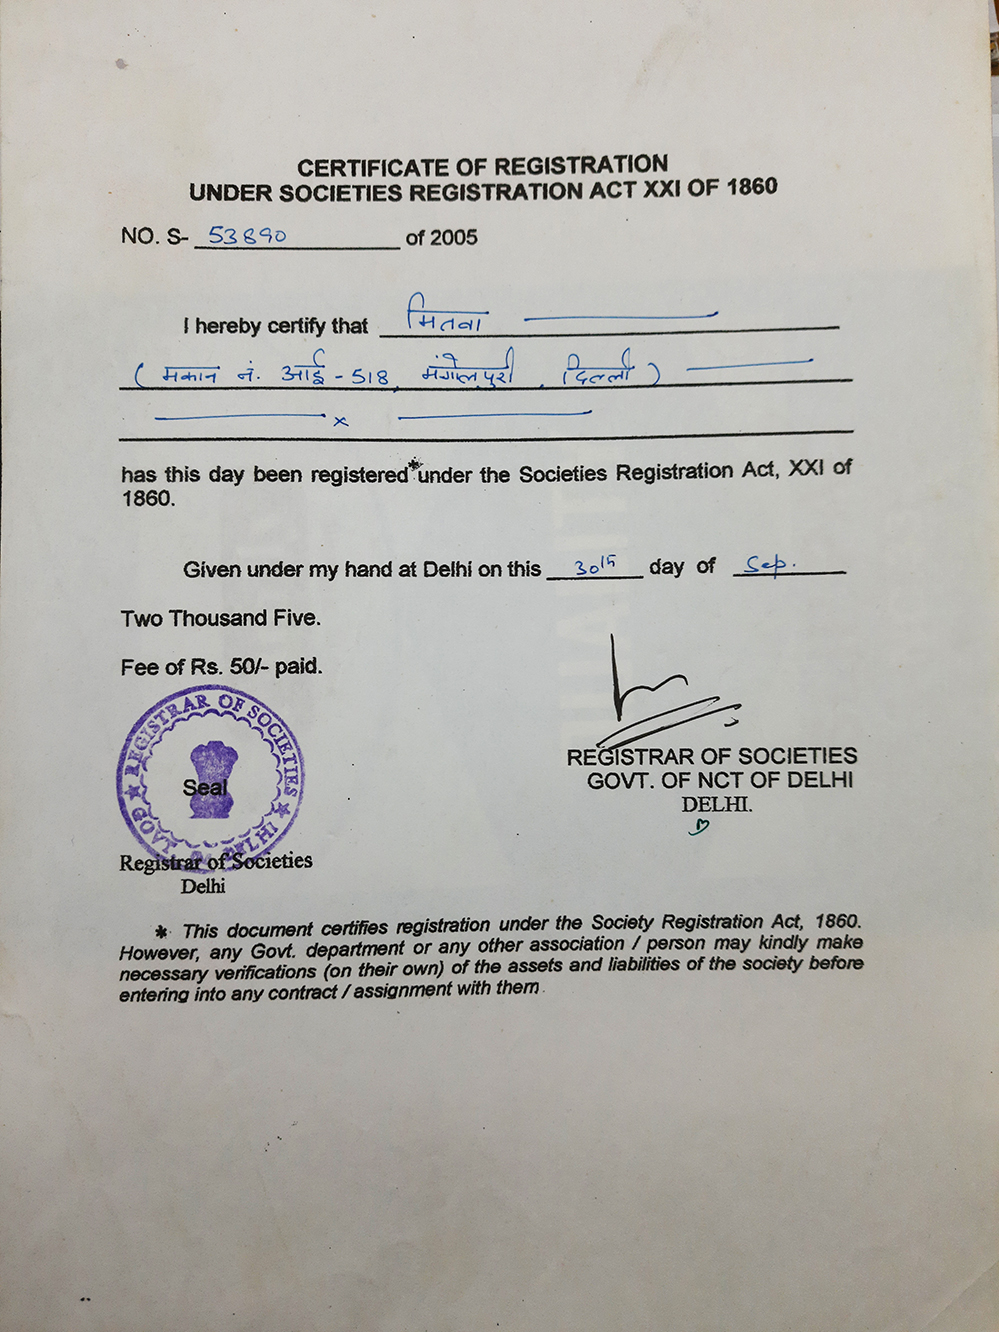 CERTIFICATE OF REGISTRATION
UNDER SOCIETIES REGISTRATION ACT XXI OF 1860
NO. S- 53890 of 2005
I hereby certify that मितवा
( मकान नं. आई - 518, मंगोलपुरी, दिल्ली )
x
has this day been registered * under the Societies Registration Act, XXI of
1860.
Given under my hand at Delhi on this 30th day of Sep.
Two Thousand Five.
Fee of Rs. 50/- paid.
REGISTRAR OF SOCIETIES
GOVT. OF DELHI
Seal
REGISTRAR OF SOCIETIES
GOVT. OF NCT OF DELHI
DELHI.
Registrar of Societies
Delhi
* This document certifies registration under the Society Registration Act, 1860.
However, any Govt. department or any other association / person may kindly make
necessary verifications (on their own) of the assets and liabilities of the society before
entering into any contract / assignment with them.